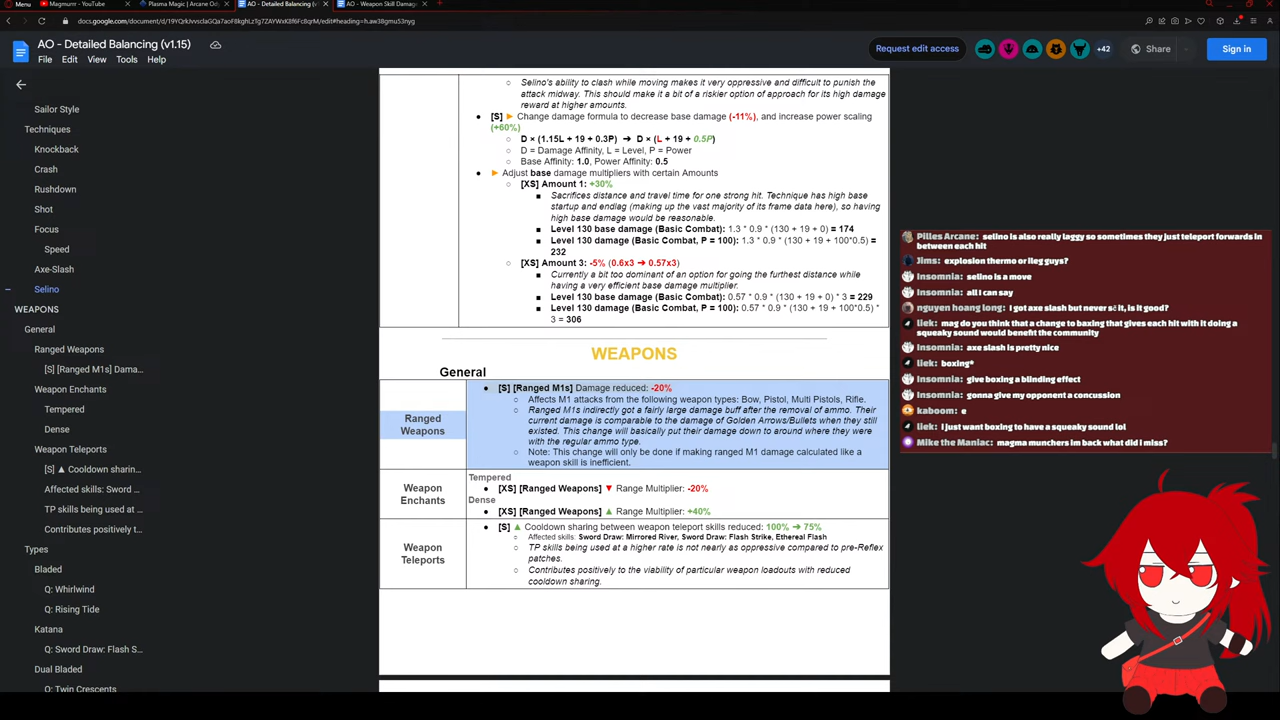 Menu
Magmunr - YouTube
Plasma Magic | Arcane Od
AO - Detailed Balancing (v1
AO - Weapon Skill Damag
AO - Detailed Balancing (v1.15)
File Edit View Tools Help
Request edit access
+42
Share
Sign in
Sailor Style
Techniques
Knockback
Crash
Rushdown
Shot
Focus
Speed
Axe-Slash
Selino
WEAPONS
General
Ranged Weapons
[S] [Ranged M1s] Dama...
Weapon Enchants
Tempered
Dense
Weapon Teleports
[S] ▲ Cooldown sharin...
Affected skills: Sword ...
TP skills being used at ...
Contributes positively t...
Types
Bladed
Q: Whirlwind
Q: Rising Tide
Katana
Q: Sword Draw: Flash S...
Dual Bladed
Q: Twin Crescents
Selino's ability to clash while moving makes it very oppressive and difficult to punish the
attack midway. This should make it a bit of a riskier option of approach for its high damage
reward at higher amounts.
[S] ► Change damage formula to decrease base damage (-11%), and increase power scaling
(+60%)
D × (1.15L + 19 + 0.3P) ➔ D × (L + 19 + 0.5P)
D = Damage Affinity, L = Level, P = Power
Base Affinity: 1.0, Power Affinity: 0.5
► Adjust base damage multipliers with certain Amounts
[XS] Amount 1: +30%
Sacrifices distance and travel time for one strong hit. Technique has high base
startup and endlag (making up the vast majority of its frame data here), so having
high base damage would be reasonable.
Level 130 base damage (Basic Combat): 1.3 * 0.9 * (130 + 19 + 0) = 174
Level 130 base damage (Basic Combat, P = 100): 1.3 * 0.9 * (130 + 19 + 100*0.5) =
232
[XS] Amount 3: -5% (0.6x3 ➔ 0.57x3)
Currently a bit too dominant of an option for going the furthest distance while
having a very efficient base damage multiplier.
Level 130 base damage (Basic Combat): 0.57 * 0.9 * (130 + 19 + 0) * 3 = 229
Level 130 base damage (Basic Combat, P = 100): 0.57 * 0.9 * (130 + 19 + 100*0.5) *
3 = 306
WEAPONS
General
Ranged
Weapons
[S] [Ranged M1s] Damage reduced: -20%
Affects M1 attacks from the following weapon types: Bow, Pistol, Multi Pistols, Rifle.
Ranged M1s indirectly got a fairly large damage buff after the removal of ammo. Their
current damage is comparable to the damage of Golden Arrows/Bullets when they still
existed. This change will basically put their damage down to around where they were
with the regular ammo type.
Note: This change will only be done if making ranged M1 damage calculated like a
weapon skill is inefficient.
Weapon
Enchants
Tempered
[XS] [Ranged Weapons] ▼ Range Multiplier: -20%
Dense
[XS] [Ranged Weapons] ▲ Range Multiplier: +40%
Weapon
Teleports
[S] ▲ Cooldown sharing between weapon teleport skills reduced: 100% ➔ 75%
Affected skills: Sword Draw: Mirrored River, Sword Draw: Flash Strike, Ethereal Flash
TP skills being used at a higher rate is not nearly as oppressive compared to pre-Reflex
patches.
Contributes positively to the viability of particular weapon loadouts with reduced
cooldown sharing.
Pilles Arcane: selino is also really laggy so sometimes they just teleport forwards in
between each hit
Jims: explosion thermo or ileg guys?
Insomnia: selino is a move
Insomnia: all I can say
nguyen hoang long: i got axe slash but never see it, is it good?
liek: mag do you think that a change to baxing that gives each hit with it doing a
squeaky sound would benefit the community
Insomnia: axe slash is pretty nice
liek: boxing*
Insomnia: give boxing a blinding effect
Insomnia: gonna give my opponent a concussion
kaboom: e
liek: I just want boxing to have a squeaky sound lol
Mike the Maniac: magma munchers im back what did i miss?